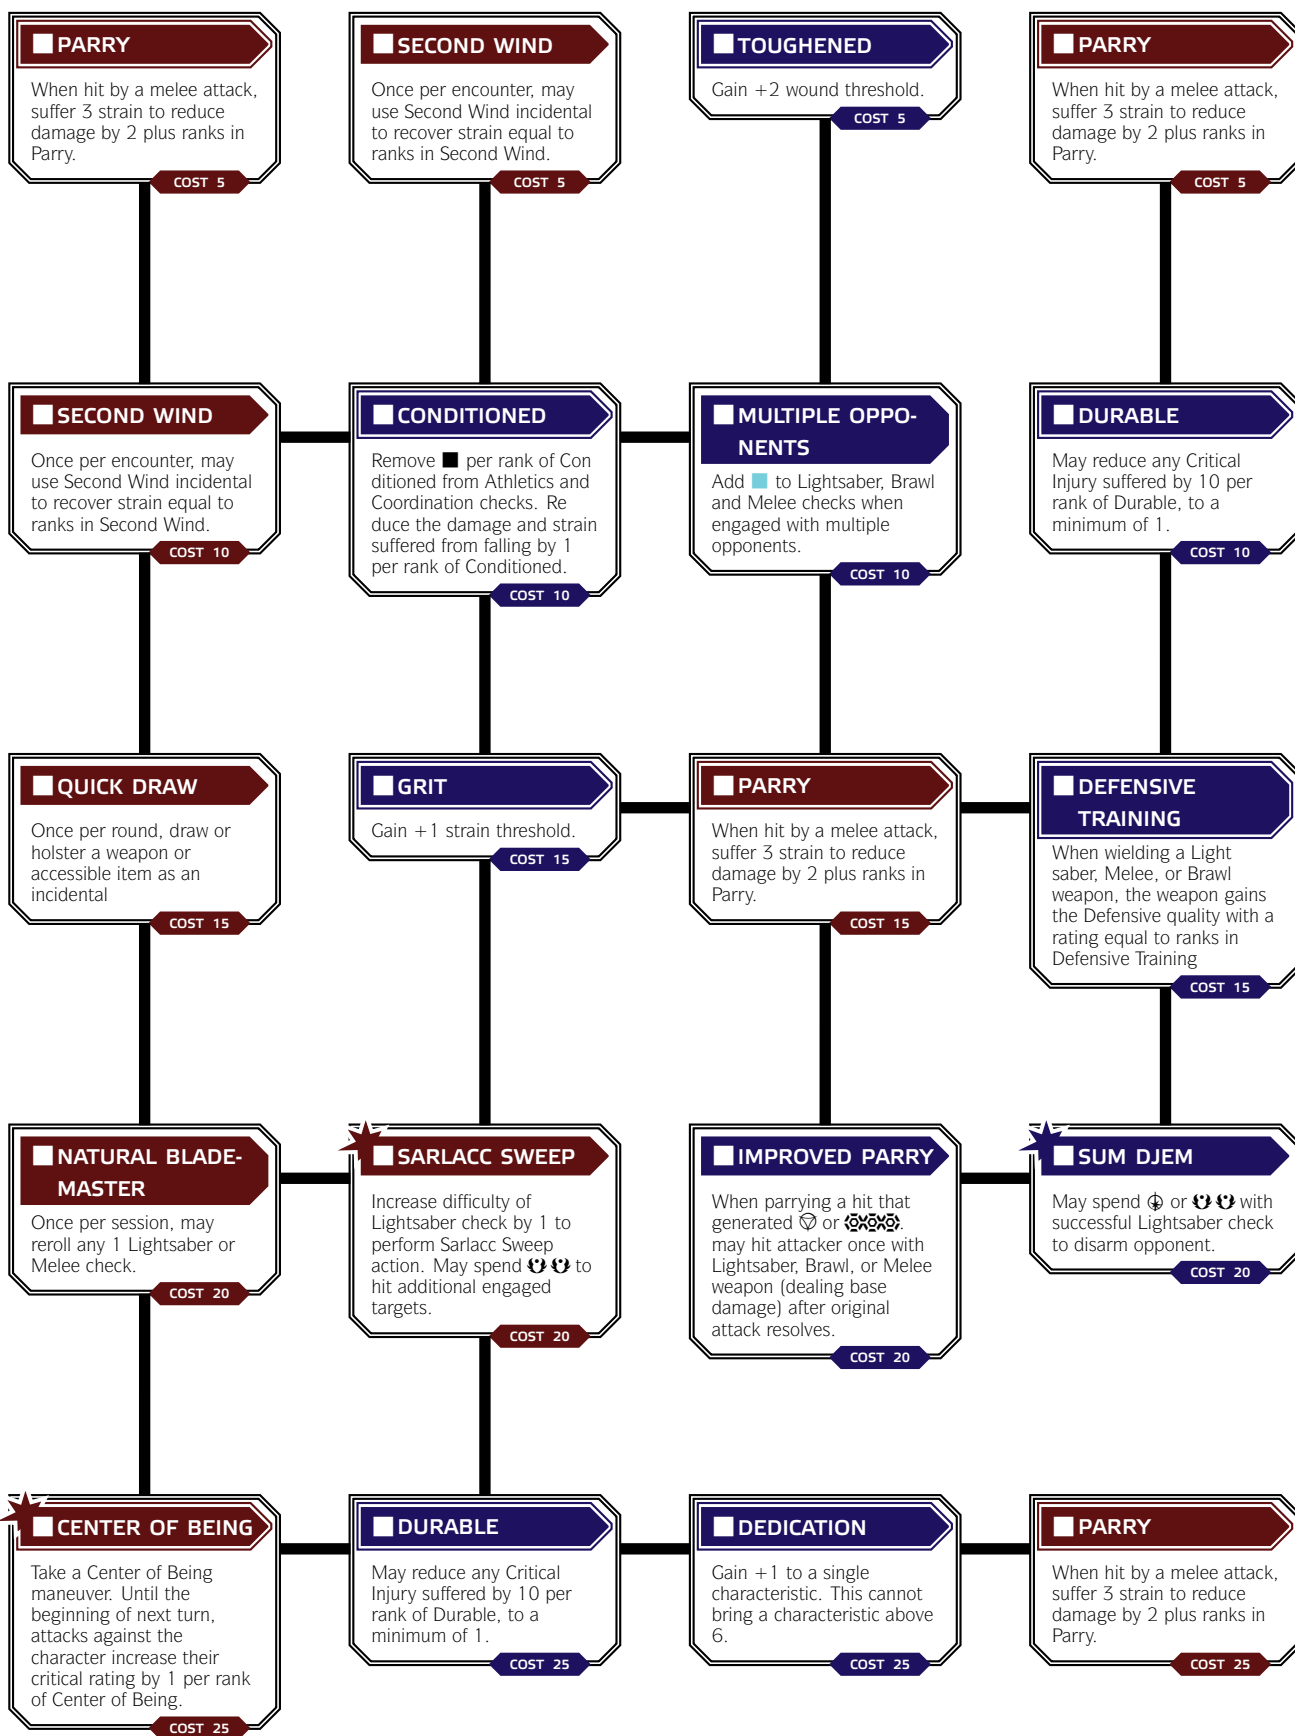 PARRY
When hit by a melee attack,
suffer 3 strain to reduce
damage by 2 plus ranks in
Parry.
COST 5
SECOND WIND
Once per encounter, may
use Second Wind incidental
to recover strain equal to
ranks in Second Wind.
COST 5
TOUGHENED
Gain +2 wound threshold.
COST 5
PARRY
When hit by a melee attack,
suffer 3 strain to reduce
damage by 2 plus ranks in
Parry.
COST 5
SECOND WIND
Once per encounter, may
use Second Wind incidental
to recover strain equal to
ranks in Second Wind.
COST 10
CONDITIONED
Remove per rank of Con
ditioned from Athletics and
Coordination checks. Re
duce the damage and strain
suffered from falling by 1
per rank of Conditioned.
COST 10
MULTIPLE OPPO-
NENTS
Add to Lightsaber, Brawl
and Melee checks when
engaged with multiple
opponents.
COST 10
DURABLE
May reduce any Critical
Injury suffered by 10 per
rank of Durable, to a
minimum of 1.
COST 10
QUICK DRAW
Once per round, draw or
holster a weapon or
accessible item as an
incidental
COST 15
GRIT
Gain +1 strain threshold.
COST 15
PARRY
When hit by a melee attack,
suffer 3 strain to reduce
damage by 2 plus ranks in
Parry.
COST 15
DEFENSIVE
TRAINING
When wielding a Light
saber, Melee, or Brawl
weapon, the weapon gains
the Defensive quality with a
rating equal to ranks in
Defensive Training
COST 15
NATURAL BLADE-
MASTER
Once per session, may
reroll any 1 Lightsaber or
Melee check.
COST 20
SARLACC SWEEP
Increase difficulty of
Lightsaber check by 1 to
perform Sarlacc Sweep
action. May spend to
hit additional engaged
targets.
COST 20
IMPROVED PARRY
When parrying a hit that
generated or .
may hit attacker once with
Lightsaber, Brawl, or Melee
weapon (dealing base
damage) after original
attack resolves.
COST 20
SUM DJEM
May spend or with
successful Lightsaber check
to disarm opponent.
COST 20
CENTER OF BEING
Take a Center of Being
maneuver. Until the
beginning of next turn,
attacks against the
character increase their
critical rating by 1 per rank
of Center of Being.
COST 25
DURABLE
May reduce any Critical
Injury suffered by 10 per
rank of Durable, to a
minimum of 1.
COST 25
DEDICATION
Gain +1 to a single
characteristic. This cannot
bring a characteristic above
6.
COST 25
PARRY
When hit by a melee attack,
suffer 3 strain to reduce
damage by 2 plus ranks in
Parry.
COST 25